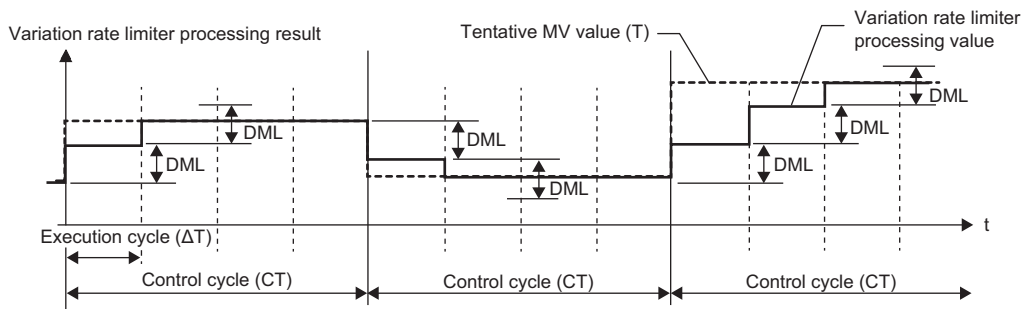 Variation rate limiter processing result
Tentative MV value (T)
Variation rate limiter
processing value
DML
DML
DML
DML
DML
DML
DML
t
Execution cycle (ΔT)
Control cycle (CT)
Control cycle (CT)
Control cycle (CT)